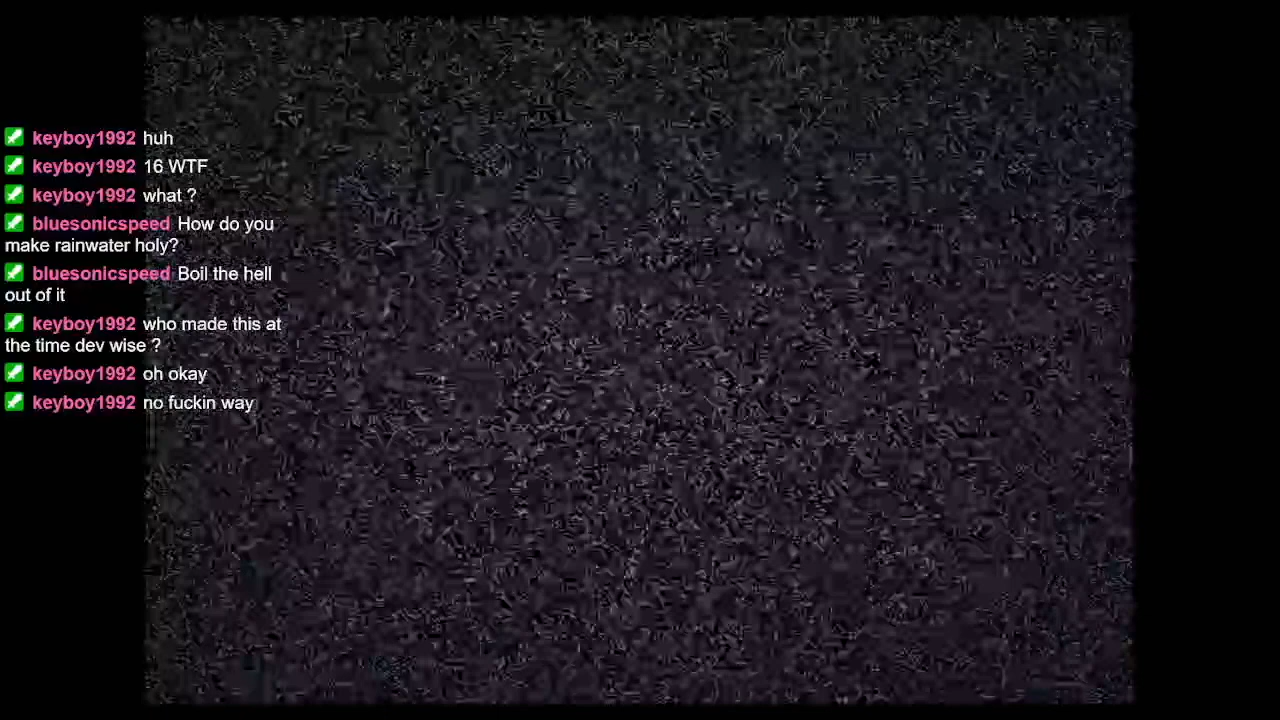 keyboy1992 huh
keyboy1992 16 WTF
keyboy1992 what ?
bluesonicspeed How do you
make rainwater holy?
bluesonicspeed Boil the hell
out of it
keyboy1992 who made this at
the time dev wise ?
keyboy1992 oh okay
keyboy1992 no fuckin way